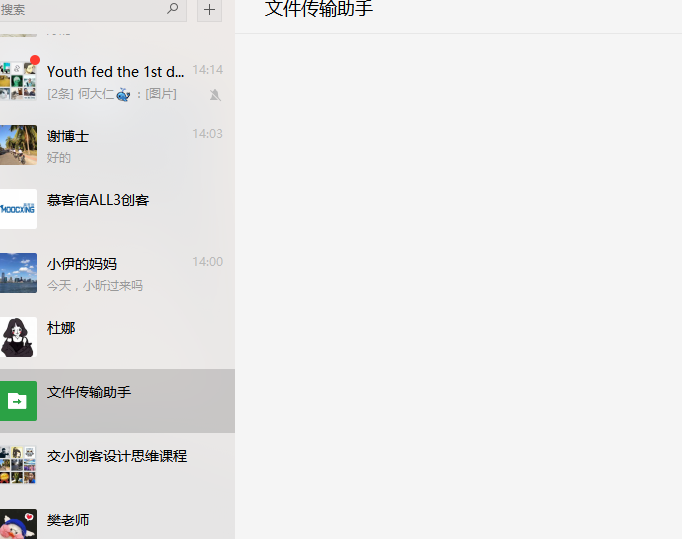 搜索
文件传输助手
Youth fed the 1st d...
14:14
[2条] 何大仁🐳：[图片]
谢博士
14:03
好的
MOOCXING
慕客信ALL3创客
小伊的妈妈
14:00
今天，小昕过来吗
杜娜
文件传输助手
交小创客设计思维课程
樊老师